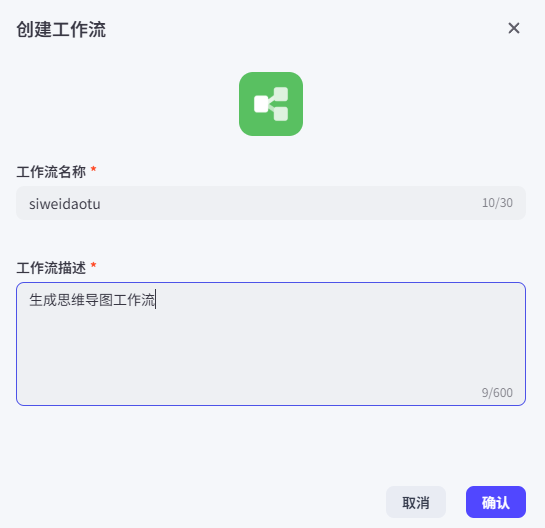 创建工作流
工作流名称 *
siweidaotu 10/30
工作流描述 *
生成思维导图工作流
9/600
取消 确认